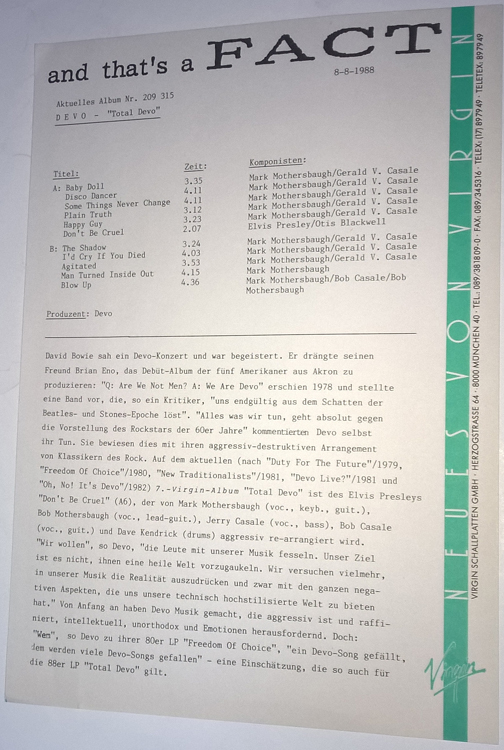 and that's a FACT
8-8-1988
Aktuelles Album Nr. 209 315
DEVO - "Total Devo"
Titel: Zeit: Komponisten:
A: Baby Doll 3.35 Mark Mothersbaugh/Gerald V. Casale
Disco Dancer 4.11 Mark Mothersbaugh/Gerald V. Casale
Some Things Never Change 4.11 Mark Mothersbaugh/Gerald V. Casale
Plain Truth 3.12 Mark Mothersbaugh/Gerald V. Casale
Happy Guy 3.23 Mark Mothersbaugh/Gerald V. Casale
Don't Be Cruel 2.07 Elvis Presley/Otis Blackwell
B: The Shadow 3.24 Mark Mothersbaugh/Gerald V. Casale
I'd Cry If You Died 4.03 Mark Mothersbaugh/Gerald V. Casale
Agitated 3.53 Mark Mothersbaugh/Gerald V. Casale
Man Turned Inside Out 4.15 Mark Mothersbaugh
Blow Up 4.36 Mark Mothersbaugh/Bob Casale/Bob
Mothersbaugh
Produzent: Devo
David Bowie sah ein Devo-Konzert und war begeistert. Er drängte seinen
Freund Brian Eno, das Debüt-Album der fünf Amerikaner aus Akron zu
produzieren: "Q: Are We Not Men? A: We Are Devo" erschien 1978 und stellte
eine Band vor, die, so ein Kritiker, "uns endgültig aus dem Schatten der
Beatles- und Stones-Epoche löst". "Alles was wir tun, geht absolut gegen
die Vorstellung des Rockstars der 60er Jahre" kommentierten Devo selbst
ihr Tun. Sie bewiesen dies mit ihren aggressiv-destruktiven Arrangement
von Klassikern des Rock. Auf dem aktuellen (nach "Duty For The Future"/1979,
"Freedom Of Choice"/1980, "New Traditionalists"/1981, "Devo Live?"/1981 und
"Oh, No! It's Devo"/1982) 7.-Virgin-Album "Total Devo" ist des Elvis Presleys
"Don't Be Cruel" (A6), der von Mark Mothersbaugh (voc., keyb., guit.),
Bob Mothersbaugh (voc., lead-guit.), Jerry Casale (voc., bass), Bob Casale
(voc., guit.) und Dave Kendrick (drums) aggressiv re-arrangiert wird.
"Wir wollen", so Devo, "die Leute mit unserer Musik fesseln. Unser Ziel
ist es nicht, ihnen eine heile Welt vorzugaukeln. Wir versuchen vielmehr,
in unserer Musik die Realität auszudrücken und zwar mit den ganzen nega-
tiven Aspekten, die uns unsere technisch hochstilisierte Welt zu bieten
hat." Von Anfang an haben Devo Musik gemacht, die aggressiv ist und raffi-
niert, intellektuell, unorthodox und Emotionen herausfordernd. Doch:
"Wem", so Devo zu ihrer 80er LP "Freedom Of Choice", "ein Devo-Song gefällt,
dem werden viele Devo-Songs gefallen" - eine Einschätzung, die so auch für
die 88er LP "Total Devo" gilt.
NEUES VON VIRGIN
VIRGIN SCHALLPLATTEN GMBH · HERZOGSTRASSE 64 · 8000 MÜNCHEN 40 · TEL.: 089/38 18 09-0 · FAX: 089/345316 · TELEX: (17) 897949 · TELETEX: 897949
Virgin